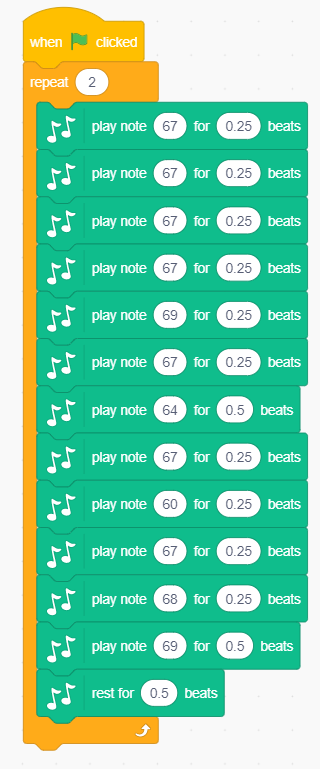 when clicked
repeat 2
play note 67 for 0.25 beats
play note 67 for 0.25 beats
play note 67 for 0.25 beats
play note 67 for 0.25 beats
play note 69 for 0.25 beats
play note 67 for 0.25 beats
play note 64 for 0.5 beats
play note 67 for 0.25 beats
play note 60 for 0.25 beats
play note 67 for 0.25 beats
play note 68 for 0.25 beats
play note 69 for 0.5 beats
rest for 0.5 beats